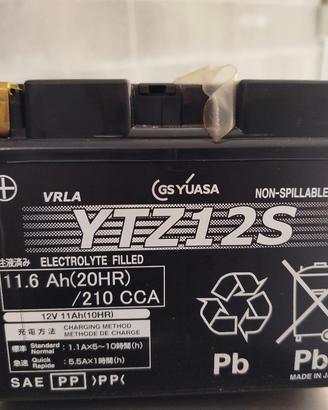 VRLA
GS YUASA
NON-SPILLABLE
YTZ12S
注液済み ELECTROLYTE FILLED
11.6 Ah(20HR)
/210 CCA
12V 11Ah(10HR)
充電方法 CHARGING METHOD
METHODE DE CHARGE
標準 Standard Normal : 1.1A×5~10時間(h)
急速 Quick Rapide : 5.5A×1時間(h)
SAE PP >PP<
Pb
Pb
MADE IN